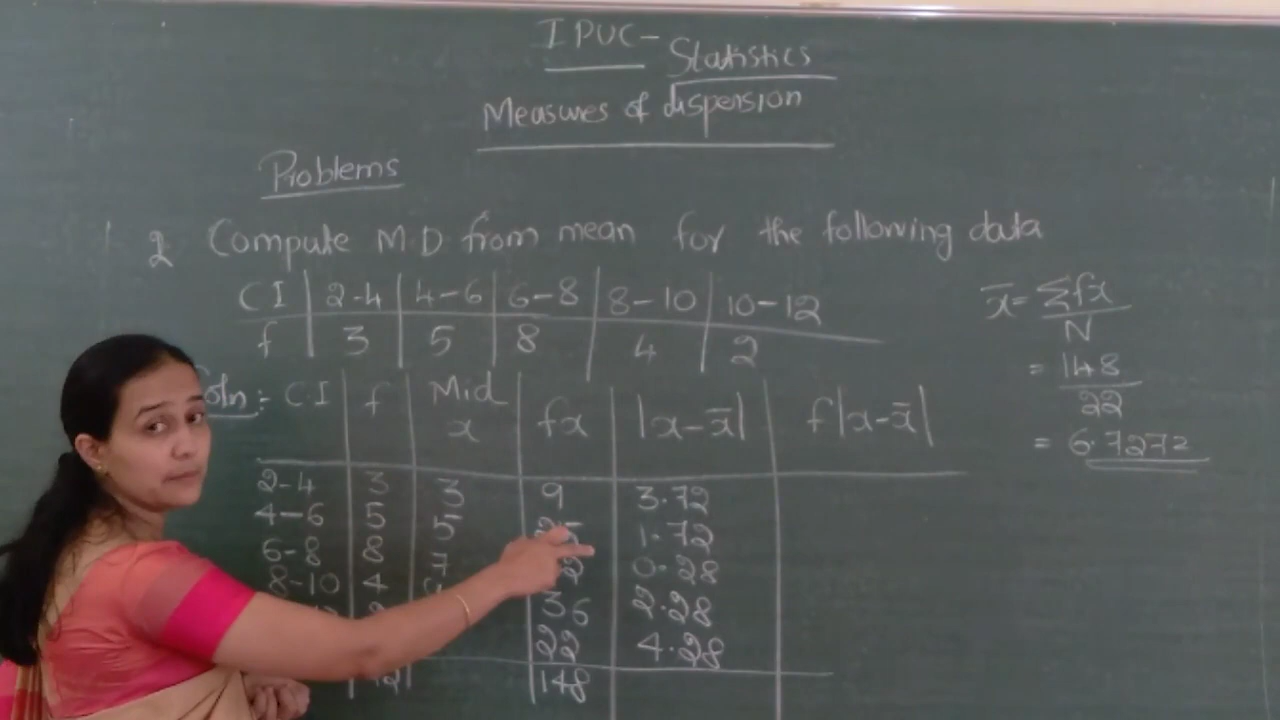 I PUC - Statistics
Measures of dispersion
Problems
2 Compute M.D from mean for the following data
CI | 2-4 | 4-6 | 6-8 | 8-10 | 10-12
f | 3 | 5 | 8 | 4 | 2
x̄ = Σfx / N
= 148 / 22
= 6.7272
Soln: CI | f | Mid x | fx | |x-x̄| | f|x-x̄|
2-4 | 3 | 3 | 9 | 3.72
4-6 | 5 | 5 | 25 | 1.72
6-8 | 8 | 7 | 0.28
8-10 | 4 | 36 | 2.28
22 | 4.28
148